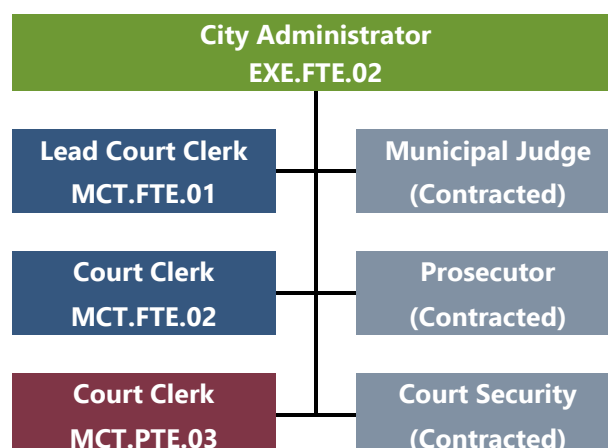 City Administrator
EXE.FTE.02
Lead Court Clerk
MCT.FTE.01
Municipal Judge
(Contracted)
Court Clerk
MCT.FTE.02
Prosecutor
(Contracted)
Court Clerk
MCT.PTE.03
Court Security
(Contracted)